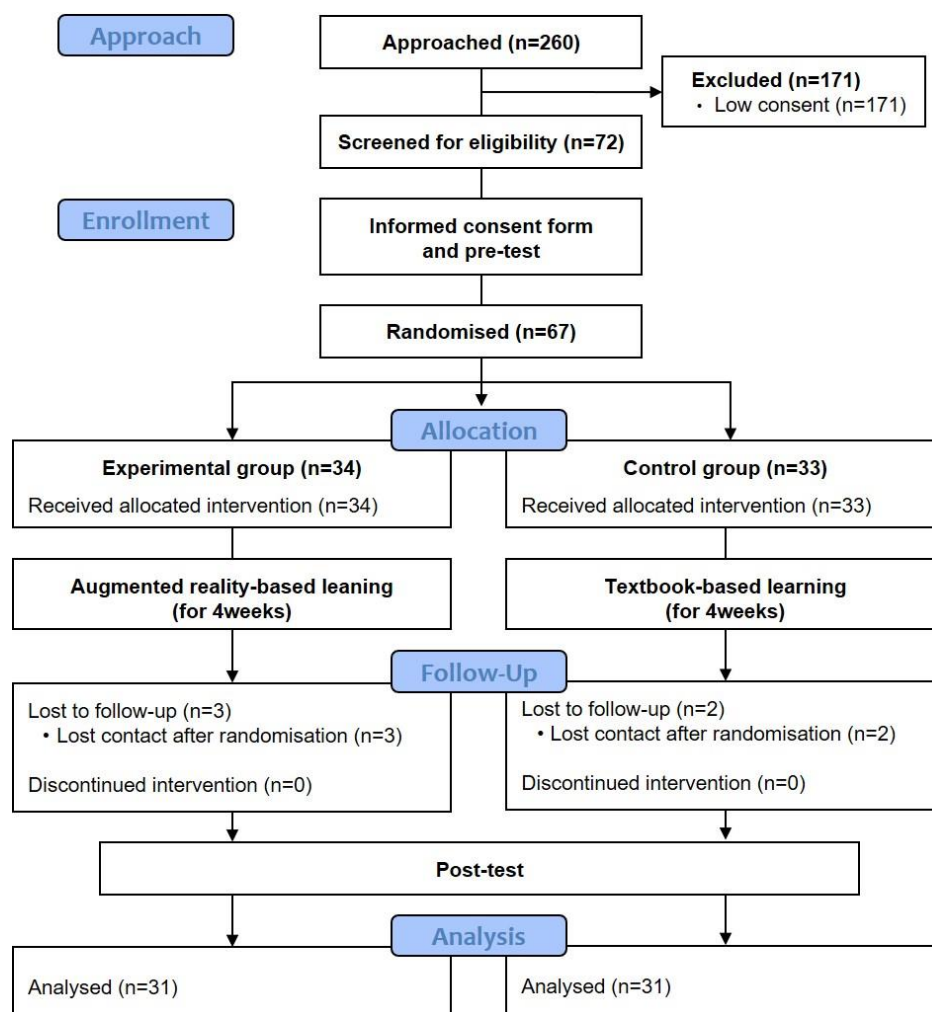 Approach
Approached (n=260)
Excluded (n=171)
• Low consent (n=171)
Screened for eligibility (n=72)
Enrollment
Informed consent form
and pre-test
Randomised (n=67)
Allocation
Experimental group (n=34)
Received allocated intervention (n=34)
Control group (n=33)
Received allocated intervention (n=33)
Augmented reality-based leaning
(for 4weeks)
Textbook-based learning
(for 4weeks)
Follow-Up
Lost to follow-up (n=3)
• Lost contact after randomisation (n=3)
Discontinued intervention (n=0)
Lost to follow-up (n=2)
• Lost contact after randomisation (n=2)
Discontinued intervention (n=0)
Post-test
Analysis
Analysed (n=31)
Analysed (n=31)